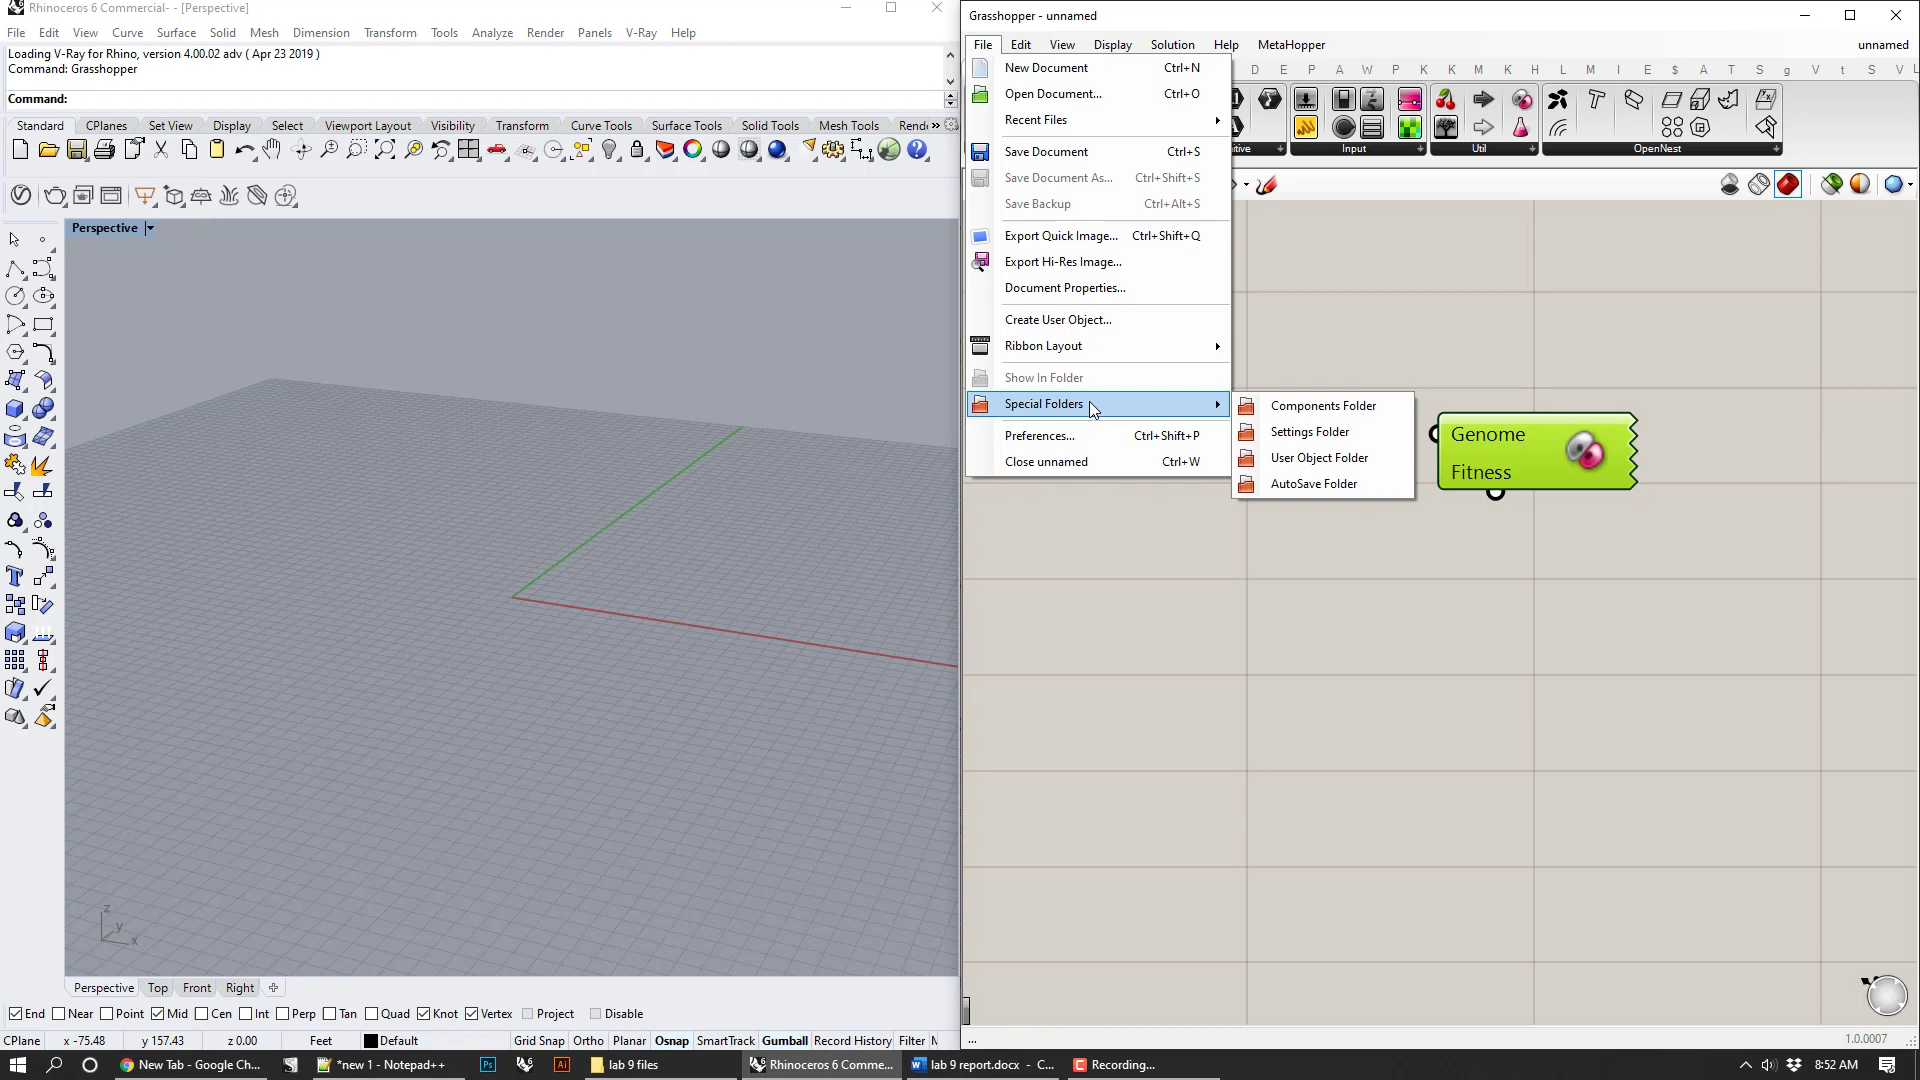 Rhinoceros 6 Commercial- - [Perspective]
File Edit View Curve Surface Solid Mesh Dimension Transform Tools Analyze Render Panels V-Ray Help
Loading V-Ray for Rhino, version 4.00.02 adv ( Apr 23 2019 )
Command: Grasshopper
Command:
Standard CPlanes Set View Display Select Viewport Layout Visibility Transform Curve Tools Surface Tools Solid Tools Mesh Tools Rend »
Perspective
z
y
x
Perspective Top Front Right
End Near Point Mid Cen Int Perp Tan Quad Knot Vertex Project Disable
CPlane x -75.48 y 157.43 z 0.00 Feet Default Grid Snap Ortho Planar Osnap SmartTrack Gumball Record History Filter M
Grasshopper - unnamed
File Edit View Display Solution Help MetaHopper unnamed
D E P A W P K K M K H L M I E $ A T S g V t S V L
itive Input Util OpenNest
New Document Ctrl+N
Open Document... Ctrl+O
Recent Files
Save Document Ctrl+S
Save Document As... Ctrl+Shift+S
Save Backup Ctrl+Alt+S
Export Quick Image... Ctrl+Shift+Q
Export Hi-Res Image...
Document Properties...
Create User Object...
Ribbon Layout
Show In Folder
Special Folders
Preferences... Ctrl+Shift+P
Close unnamed Ctrl+W
Components Folder
Settings Folder
User Object Folder
AutoSave Folder
Genome
Fitness
... 1.0.0007
New Tab - Google Ch... *new 1 - Notepad++ Ps Ai lab 9 files Rhinoceros 6 Comme... lab 9 report.docx - C... Recording... 8:52 AM